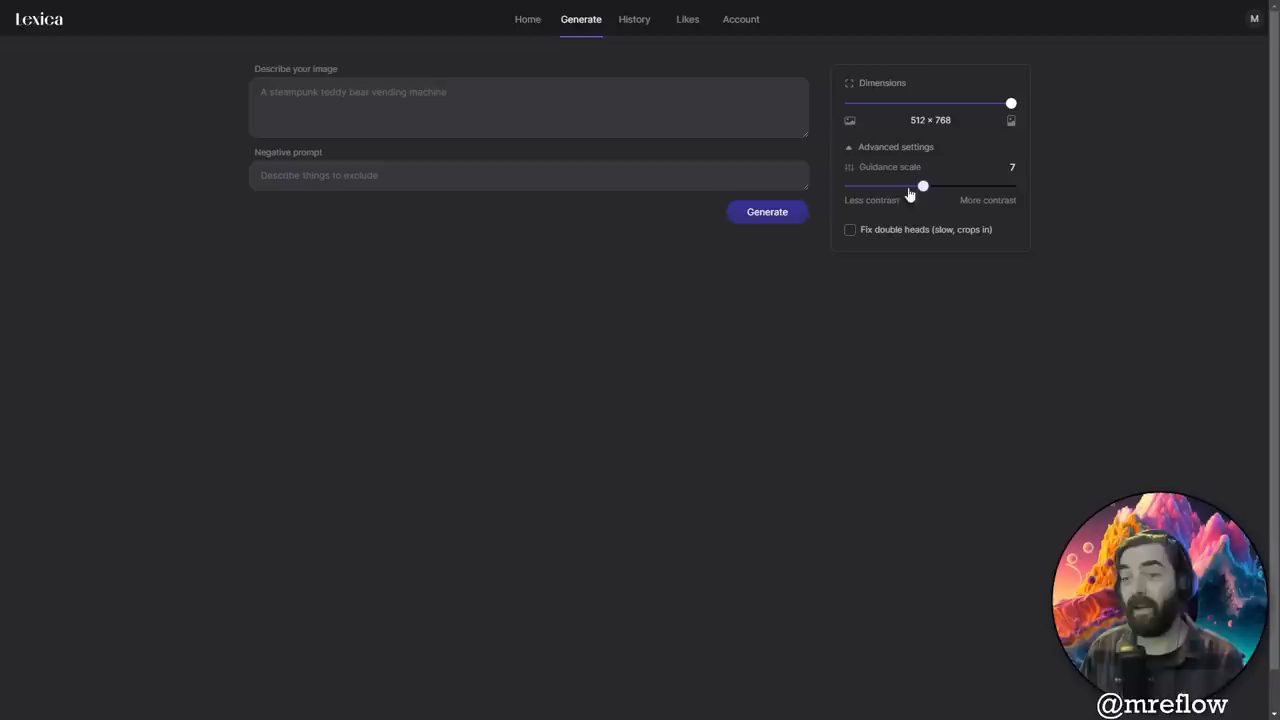 Lexica
Home Generate History Likes Account M
Describe your image
A steampunk teddy bear vending machine
Negative prompt
Describe things to exclude
Generate
Dimensions
512 × 768
Advanced settings
Guidance scale 7
Less contrast More contrast
Fix double heads (slow, crops in)
@mreflow